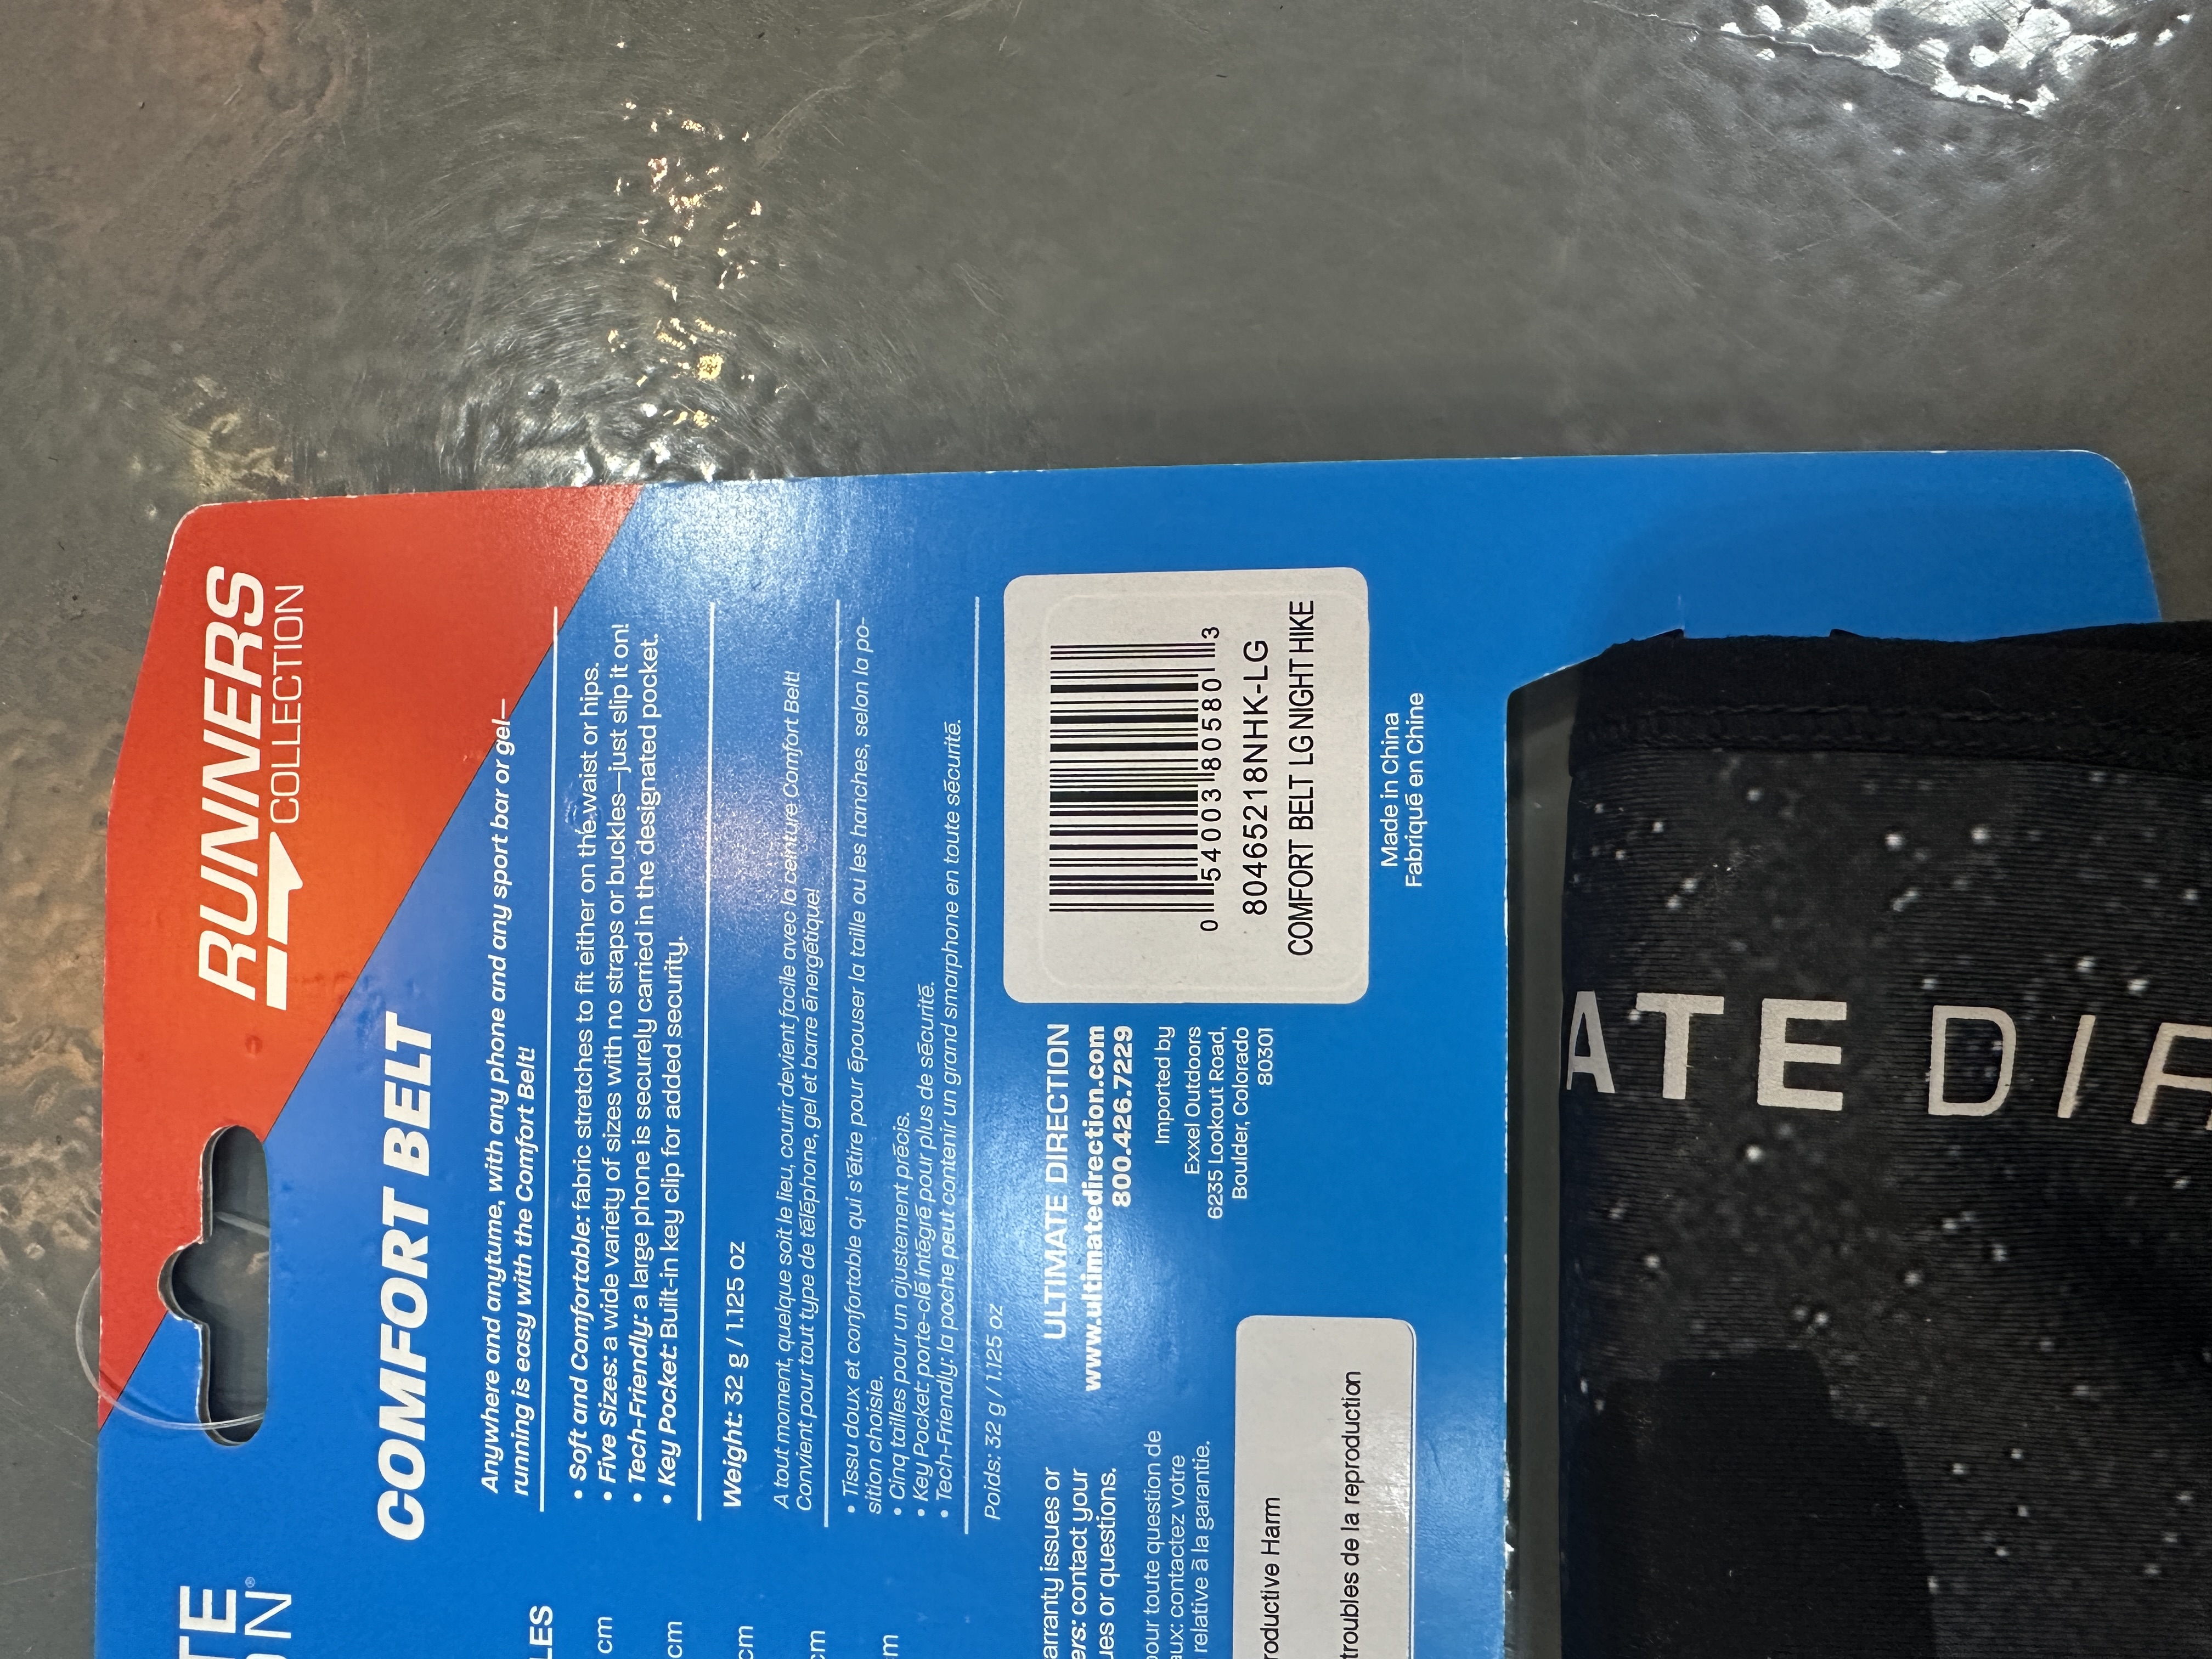 RUNNERS
COLLECTION
COMFORT BELT
Anywhere and anytume, with any phone and any sport bar or gel—
running is easy with the Comfort Belt!
• Soft and Comfortable: fabric stretches to fit either on the waist or hips.
• Five Sizes: a wide variety of sizes with no straps or buckles—just slip it on!
• Tech-Friendly: a large phone is securely carried in the designated pocket.
• Key Pocket: Built-in key clip for added security.
Weight: 32 g / 1.125 oz
A tout moment, quelque soit le lieu, courir devient facile avec la ceinture Comfort Belt!
Convient pour tout type de téléphone, gel et barre énergétique!
• Tissu doux et confortable qui s'étire pour épouser la taille ou les hanches, selon la po-
sition choisie.
• Cinq tailles pour un ajustement précis.
• Key Pocket: porte-clé intégré pour plus de sécurité.
• Tech-Friendly: la poche peut contenir un grand smarphone en toute sécurité.
Poids: 32 g / 1.125 oz
ULTIMATE DIRECTION
www.ultimatedirection.com
800.426.7229
Imported by
Exxel Outdoors
6235 Lookout Road,
Boulder, Colorado
80301
0 54003 80580 3
80465218NHK-LG
COMFORT BELT LG NIGHT HIKE
Made in China
Fabriqué en Chine
TE
N®
LES
cm
cm
cm
cm
m
arranty issues or
ers: contact your
ues or questions.
pour toute question de
aux: contactez votre
relative à la garantie.
roductive Harm
troubles de la reproduction
ATE DIR